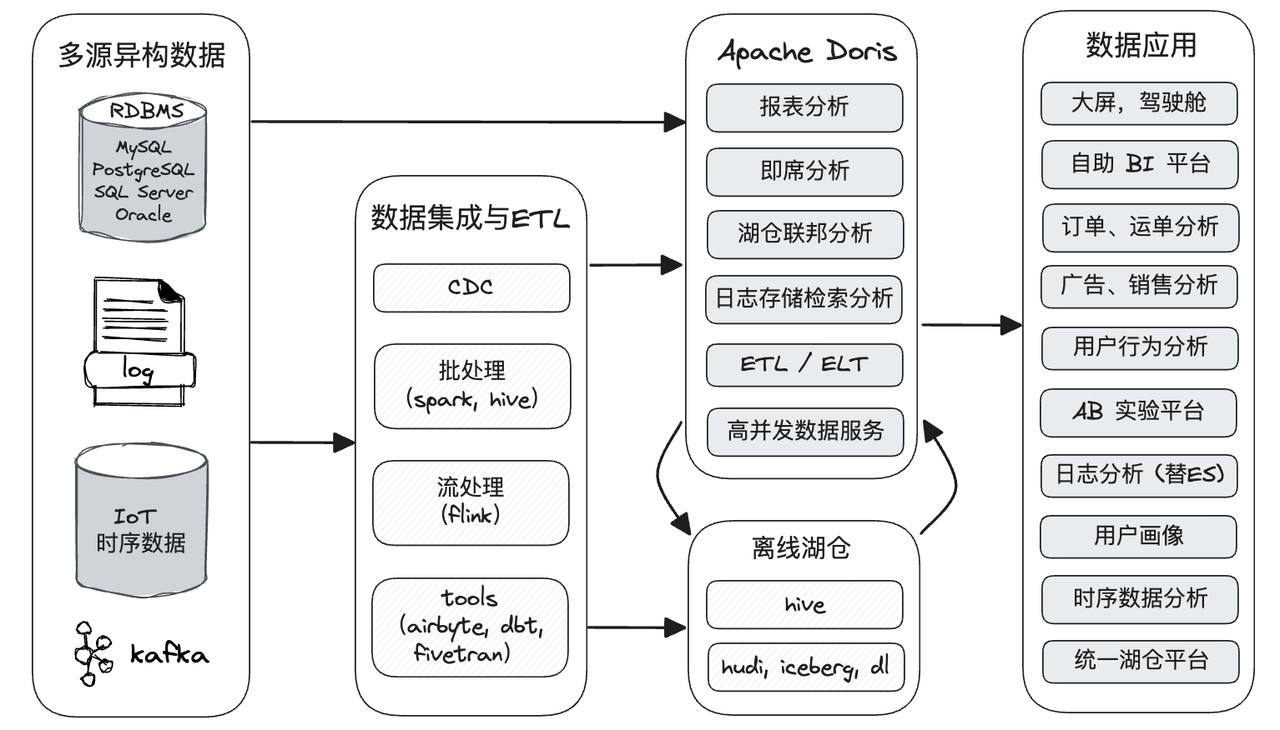 多源异构数据
RDBMS
MySQL
PostgreSQL
SQL Server
Oracle
log
IoT
时序数据
kafka
数据集成与ETL
CDC
批处理
(spark, hive)
流处理
(flink)
tools
(airbyte, dbt,
fivetran)
Apache Doris
报表分析
即席分析
湖仓联邦分析
日志存储检索分析
ETL / ELT
高并发数据服务
离线湖仓
hive
hudi, iceberg, dl
数据应用
大屏，驾驶舱
自助 BI 平台
订单、运单分析
广告、销售分析
用户行为分析
AB 实验平台
日志分析（替ES)
用户画像
时序数据分析
统一湖仓平台